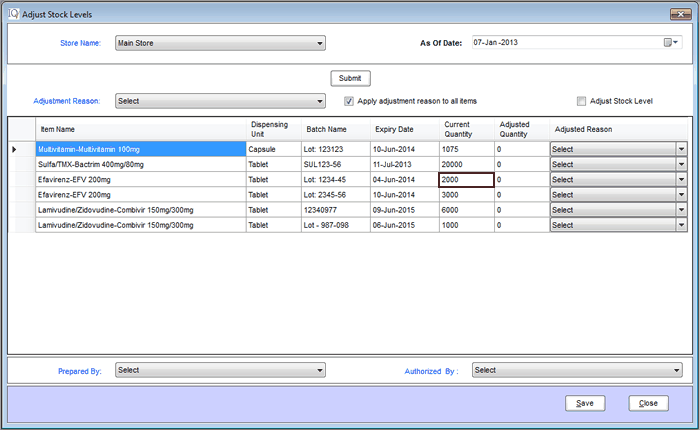 IQ Adjust Stock Levels
Store Name: Main Store As Of Date: 07-Jan-2013
Submit
Adjustment Reason: Select Apply adjustment reason to all items Adjust Stock Level
Item Name Dispensing Unit Batch Name Expiry Date Current Quantity Adjusted Quantity Adjusted Reason
Multivitamin-Multivitamin 100mg Capsule Lot: 123123 10-Jun-2014 1075 0 Select
Sulfa/TMX-Bactrim 400mg/80mg Tablet SUL123-56 11-Jul-2013 20000 0 Select
Efavirenz-EFV 200mg Tablet Lot: 1234-45 04-Jun-2014 2000 0 Select
Efavirenz-EFV 200mg Tablet Lot: 2345-56 10-Jun-2014 3000 0 Select
Lamivudine/Zidovudine-Combivir 150mg/300mg Tablet 12340977 09-Jun-2015 6000 0 Select
Lamivudine/Zidovudine-Combivir 150mg/300mg Tablet Lot - 987-098 06-Jun-2015 1000 0 Select
Prepared By: Select Authorized By : Select
Save Close